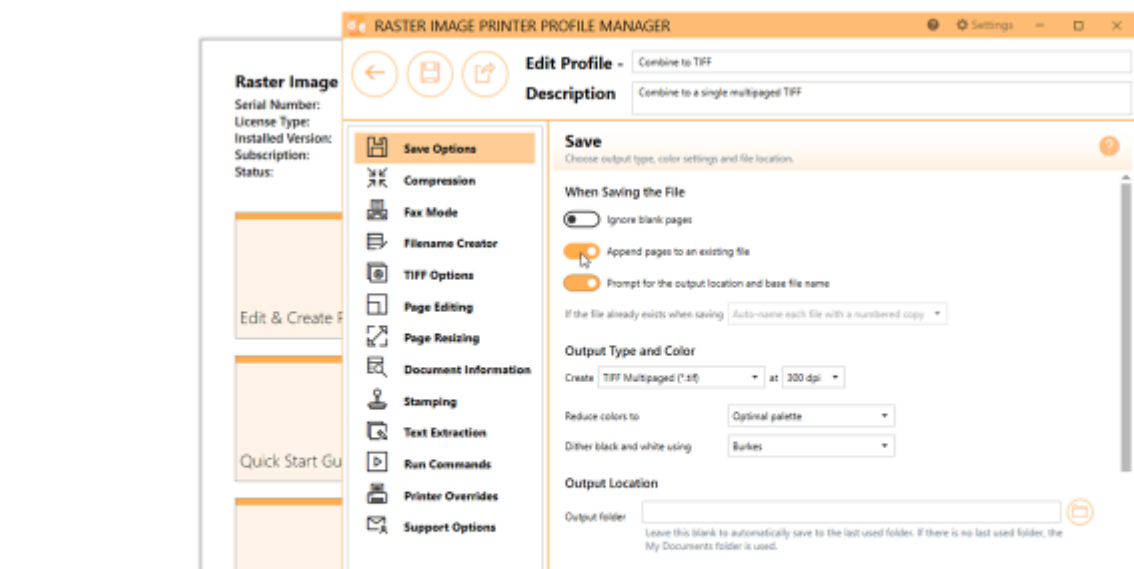 RASTER IMAGE PRINTER PROFILE MANAGER
Settings
Edit Profile - Combine to TIFF
Description Combine to a single multipaged TIFF
Raster Image
Serial Number:
License Type:
Installed Version:
Subscription:
Status:
Edit & Create
Quick Start Gu
Save Options
Compression
Fax Mode
Filename Creator
TIFF Options
Page Editing
Page Resizing
Document Information
Stamping
Text Extraction
Run Commands
Printer Overrides
Support Options
Save
Choose output type, color settings and file location.
When Saving the File
Ignore blank pages
Append pages to an existing file
Prompt for the output location and base file name
If the file already exists when saving Auto-name each file with a numbered copy
Output Type and Color
Create TIFF Multipaged (*.tif) at 300 dpi
Reduce colors to Optimal palette
Dither black and white using Burkes
Output Location
Output folder
Leave this blank to automatically save to the last used folder. If there is no last used folder, the
My Documents folder is used.